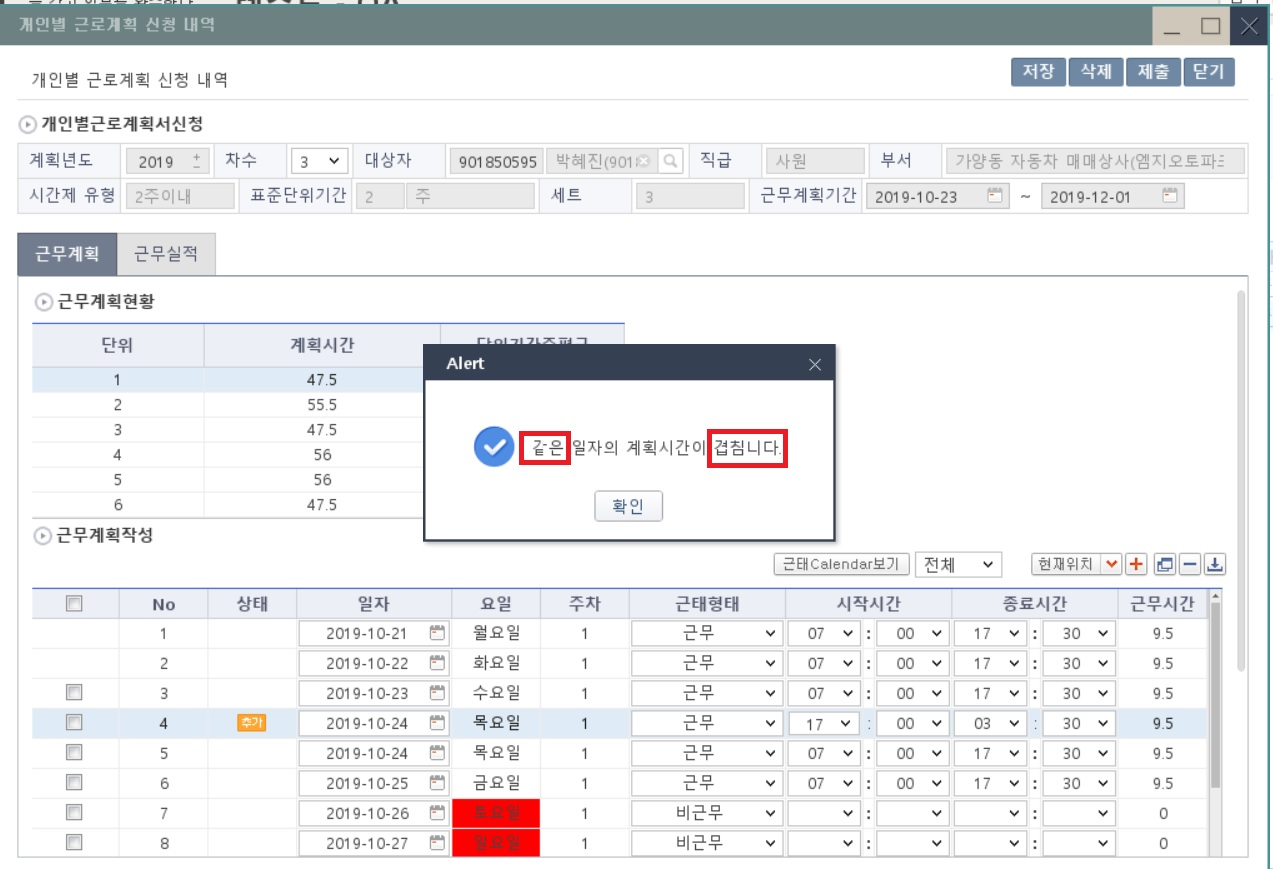 개인별 근로계획 신청 내역
개인별 근로계획 신청 내역 저장 삭제 제출 닫기
개인별근로계획서신청
계획년도 2019 차수 3 대상자 901850595 박혜진(901 직급 사원 부서 가양동 자동차 매매상사(엠지오토파크
시간제 유형 2주이내 표준단위기간 2 주 세트 3 근무계획기간 2019-10-23 ~ 2019-12-01
근무계획 근무실적
근무계획현황
단위 계획시간
1 47.5
2 55.5
3 47.5
4 56
5 56
6 47.5
Alert
같은 일자의 계획시간이 겹침니다.
확인
근무계획작성
근태Calendar보기 전체 현재위치
No 상태 일자 요일 주차 근태형태 시작시간 종료시간 근무시간
1 2019-10-21 월요일 1 근무 07 : 00 17 : 30 9.5
2 2019-10-22 화요일 1 근무 07 : 00 17 : 30 9.5
3 2019-10-23 수요일 1 근무 07 : 00 17 : 30 9.5
4 추가 2019-10-24 목요일 1 근무 17 : 00 03 : 30 9.5
5 2019-10-24 목요일 1 근무 07 : 00 17 : 30 9.5
6 2019-10-25 금요일 1 근무 07 : 00 17 : 30 9.5
7 2019-10-26 토요일 1 비근무 : : 0
8 2019-10-27 일요일 1 비근무 : : 0